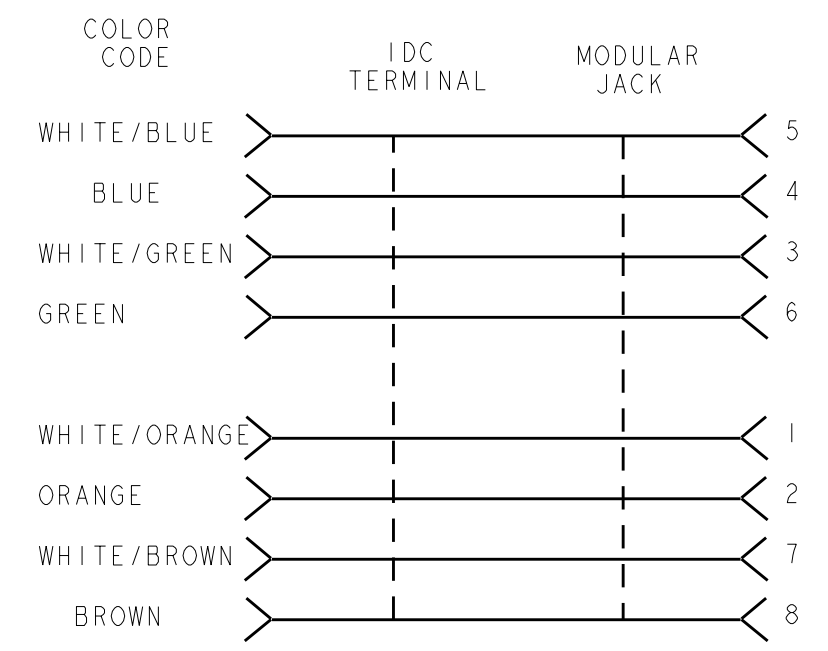 COLOR
CODE
IDC
TERMINAL
MODULAR
JACK
WHITE/BLUE 5
BLUE 4
WHITE/GREEN 3
GREEN 6
WHITE/ORANGE 1
ORANGE 2
WHITE/BROWN 7
BROWN 8